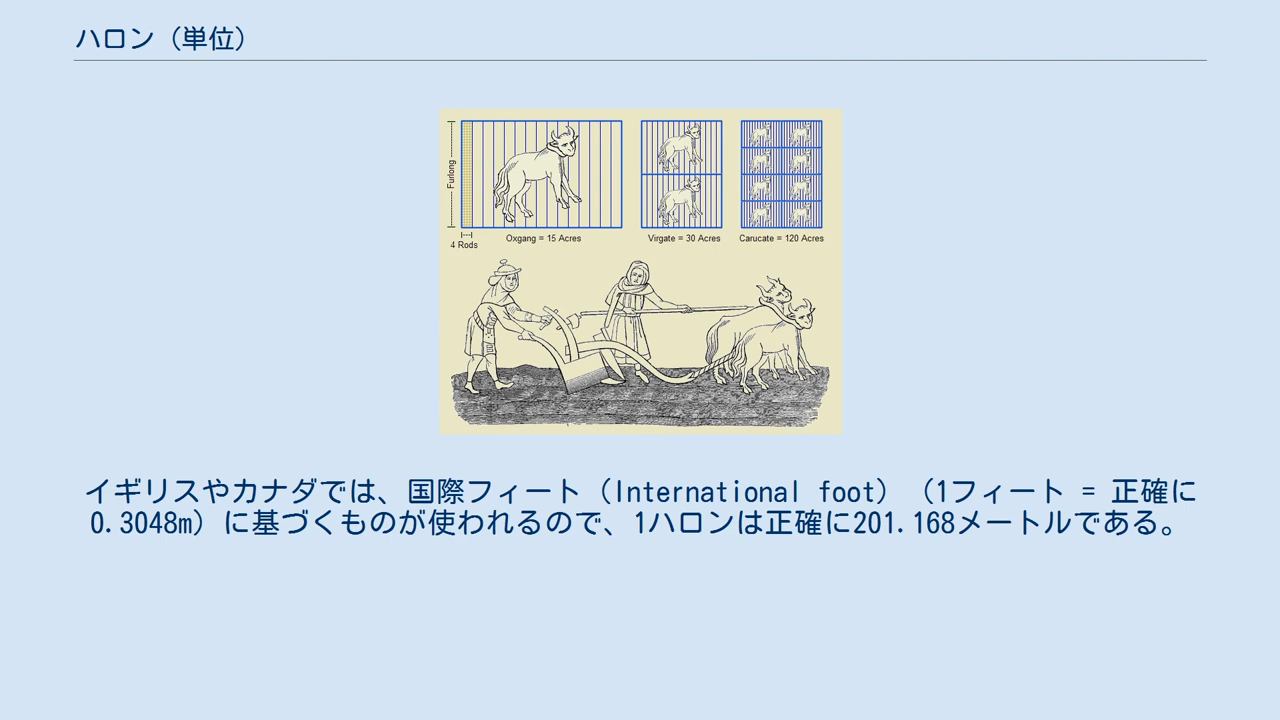 ハロン（単位）
Furlong
4 Rods
Oxgang = 15 Acres
Virgate = 30 Acres
Carucate = 120 Acres
イギリスやカナダでは、国際フィート（International foot）（1フィート = 正確に
0.3048m）に基づくものが使われるので、1ハロンは正確に201.168メートルである。